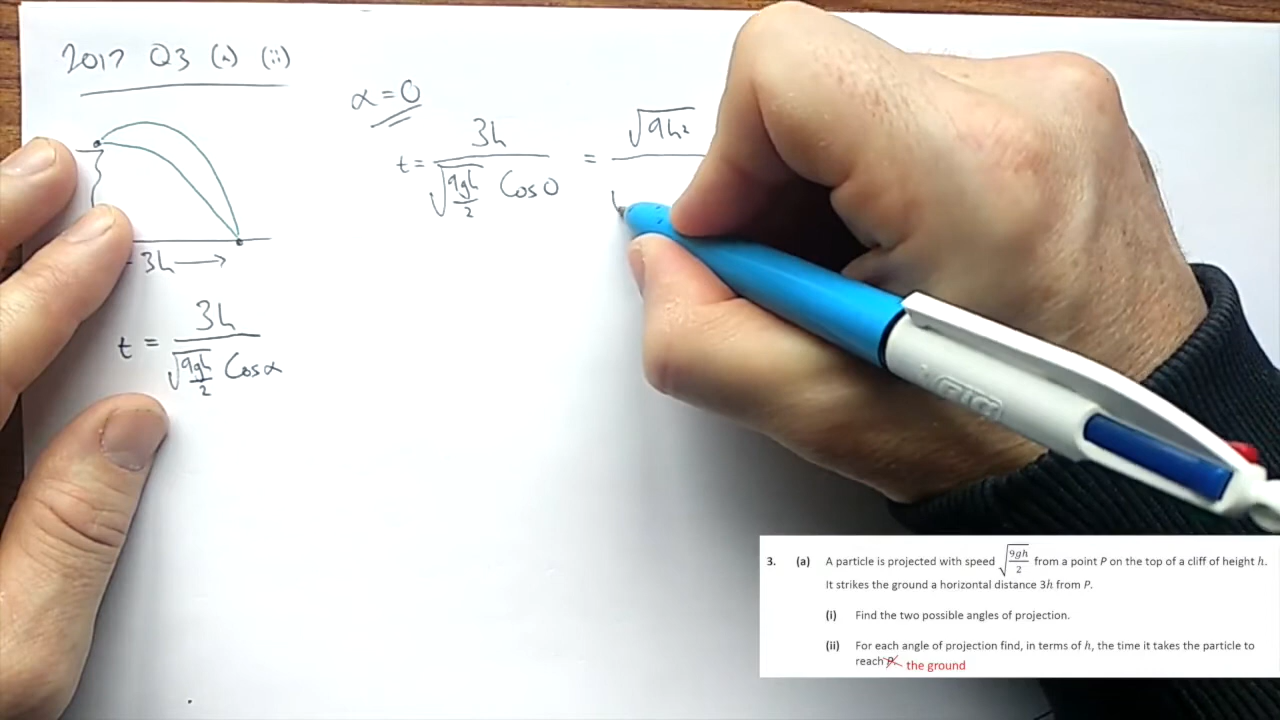 2017 Q3 (a) (ii)
α = 0
t = 3h / √(9gh/2) Cos 0 = √9h²
3h
t = 3h / √(9gh/2) Cos α
BIC
3. (a) A particle is projected with speed √(9gh/2) from a point P on the top of a cliff of height h.
It strikes the ground a horizontal distance 3h from P.
(i) Find the two possible angles of projection.
(ii) For each angle of projection find, in terms of h, the time it takes the particle to
reach P. the ground